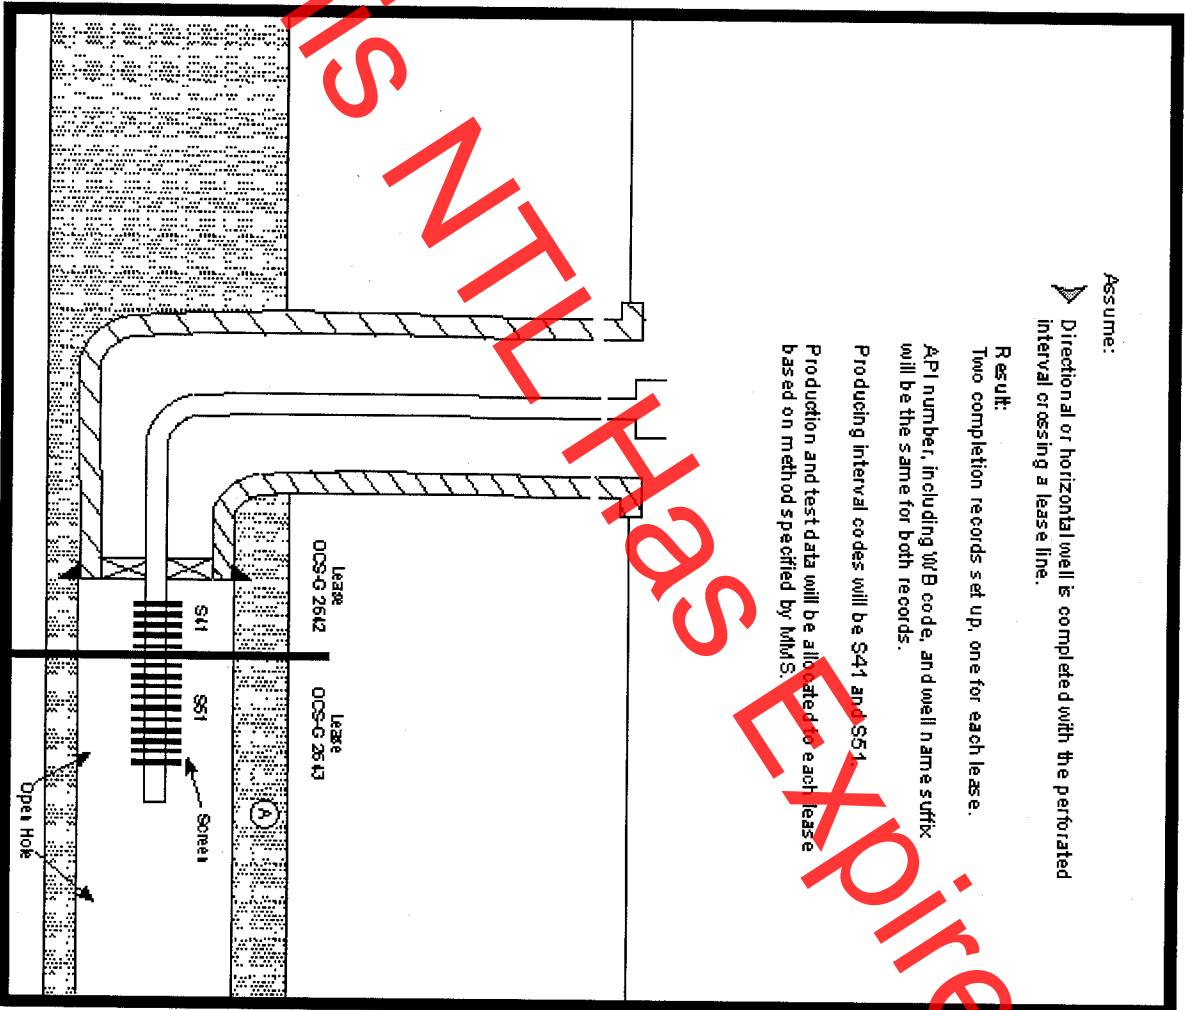 Assume:
Directional or horizontal well is completed with the perforated
interval crossing a lease line.
Result:
Two completion records set up, one for each lease.
API number, including WB code, and well name suffix
will be the same for both records.
Producing interval codes will be S41 and S51.
Production and test data will be allocated to each lease
based on method specified by MMS.
Lease
OCS-G 2642
Lease
OCS-G 2643
S41
S51
A
Screen
Open Hole
is NTL Has Expire